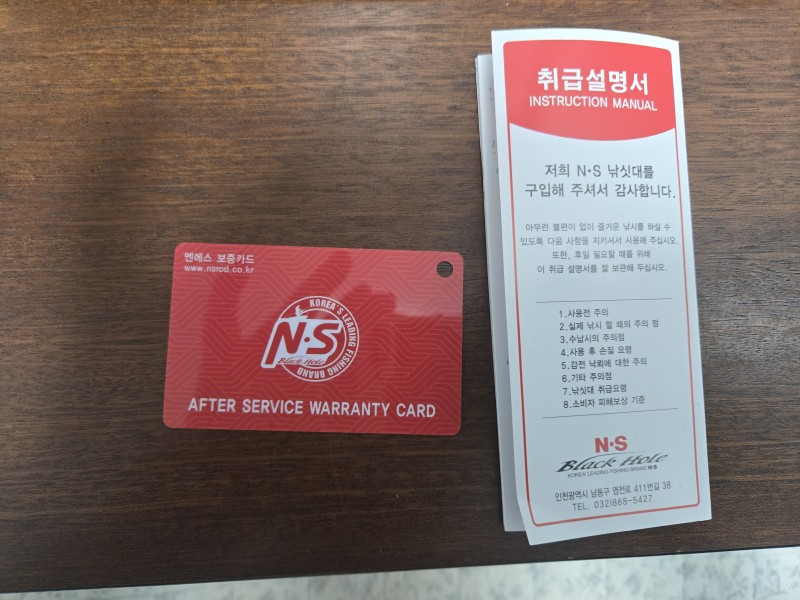 엔에스 보증카드
www.nsrod.co.kr
KOREA'S LEADING FISHING BRAND
N·S
Black Hole
AFTER SERVICE WARRANTY CARD
취급설명서
INSTRUCTION MANUAL
저희 N·S 낚싯대를
구입해 주셔서 감사합니다.
아무런 불편이 없이 즐거운 낚시를 하실 수
있도록 다음 사항을 지키셔서 사용해 주십시오.
또한, 후일 필요할 때를 위해
이 취급 설명서를 잘 보관해 두십시오.
1.사용전 주의
2.실제 낚시 할 때의 주의 점
3.수납시의 주의점
4.사용 후 손질 요령
5.감전 낙뢰에 대한 주의
6.기타 주의점
7.낚싯대 취급요령
8.소비자 피해보상 기준
N·S
Black Hole
KOREA'LEADING FISHING BRAND N·S
인천광역시 남동구 염전로 411번길 38
TEL. 032)868-5427